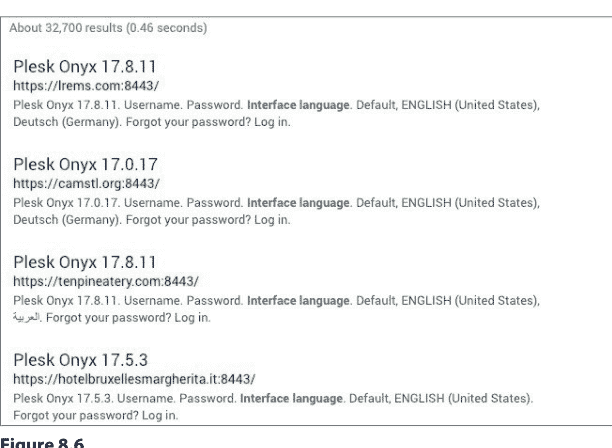 About 32,700 results (0.46 seconds)
Plesk Onyx 17.8.11
https://lrems.com:8443/
Plesk Onyx 17.8.11. Username. Password. Interface language. Default, ENGLISH (United States),
Deutsch (Germany). Forgot your password? Log in.
Plesk Onyx 17.0.17
https://camstl.org:8443/
Plesk Onyx 17.0.17. Username. Password. Interface language. Default, ENGLISH (United States),
Deutsch (Germany). Forgot your password? Log in.
Plesk Onyx 17.8.11
https://tenpineatery.com:8443/
Plesk Onyx 17.8.11. Username. Password. Interface language. Default, ENGLISH (United States),
العربية. Forgot your password? Log in.
Plesk Onyx 17.5.3
https://hotelbruxellesmargherita.it:8443/
Plesk Onyx 17.5.3. Username. Password. Interface language. Default, ENGLISH (United States).
Forgot your password? Log in.
Figure 8.6